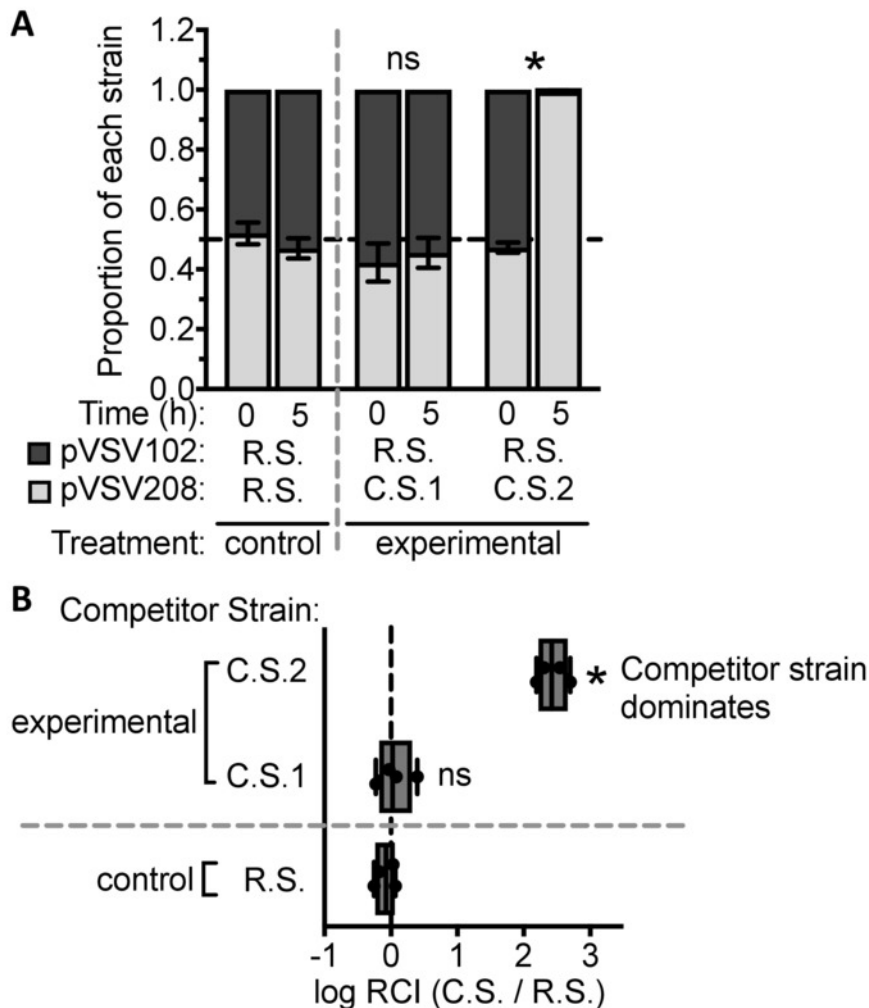 A
1.2
1.0
0.8
0.6
0.4
0.2
0.0
Proportion of each strain
ns
*
Time (h): 0 5 0 5 0 5
pVSV102: R.S. R.S. R.S.
pVSV208: R.S. C.S.1 C.S.2
Treatment: control experimental
B
Competitor Strain:
experimental
C.S.2
* Competitor strain
dominates
C.S.1
ns
control
R.S.
-1 0 1 2 3
log RCI (C.S. / R.S.)